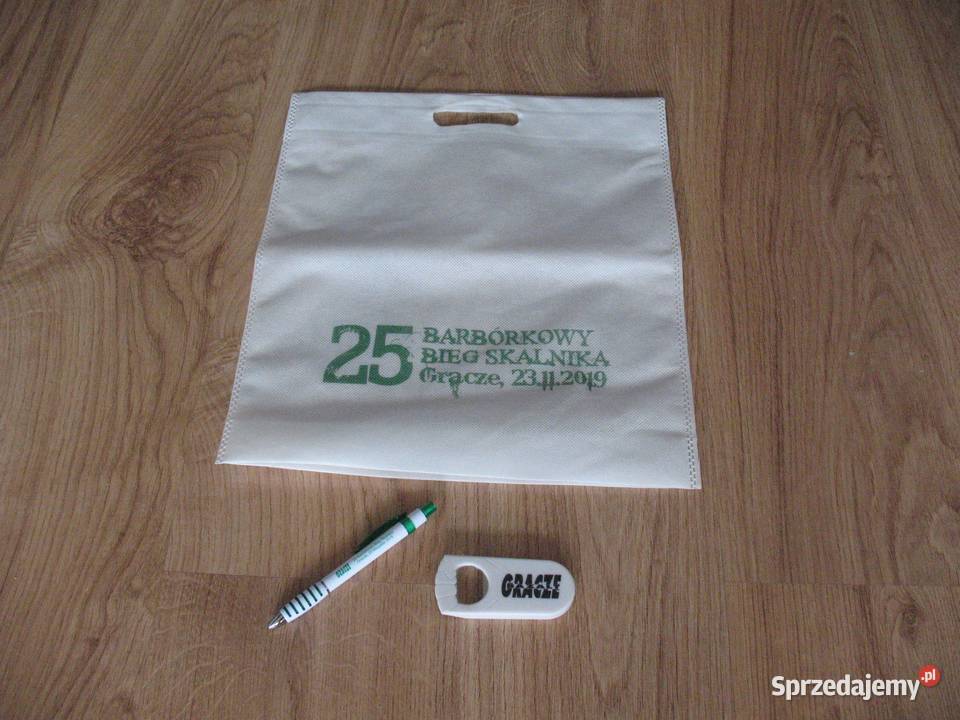 25 BARBÓRKOWY
BIEG SKALNIKA
Gracze, 23.11.2019
GRACZE
Sprzedajemy.pl